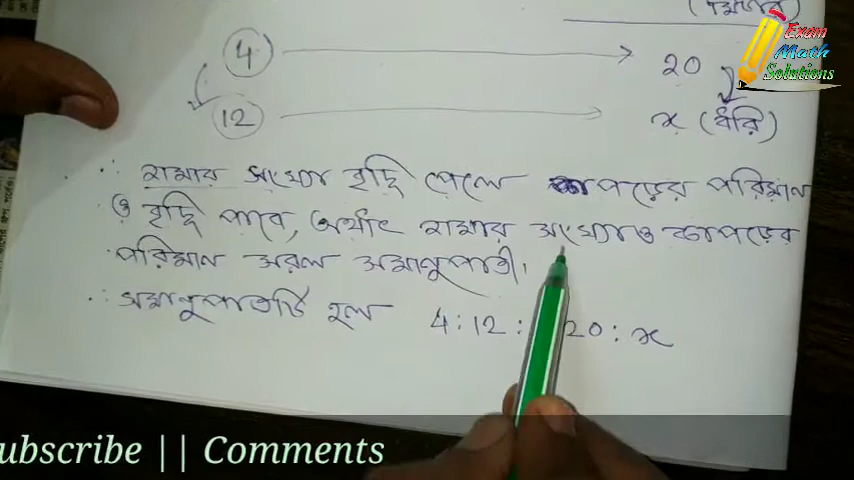 Exam
Math
Solutions
4 → 20
12 → x (ধরি)
∴ জামার সংখ্যা বৃদ্ধি পেলে কাপড়ের পরিমান
ও বৃদ্ধি পাবে, অর্থাৎ জামার সংখ্যাও কাপড়ের
পরিমান সরল সমানুপাতী।
∴ সমানুপাতটি হল 4:12: 20:x
ubscribe || Comments